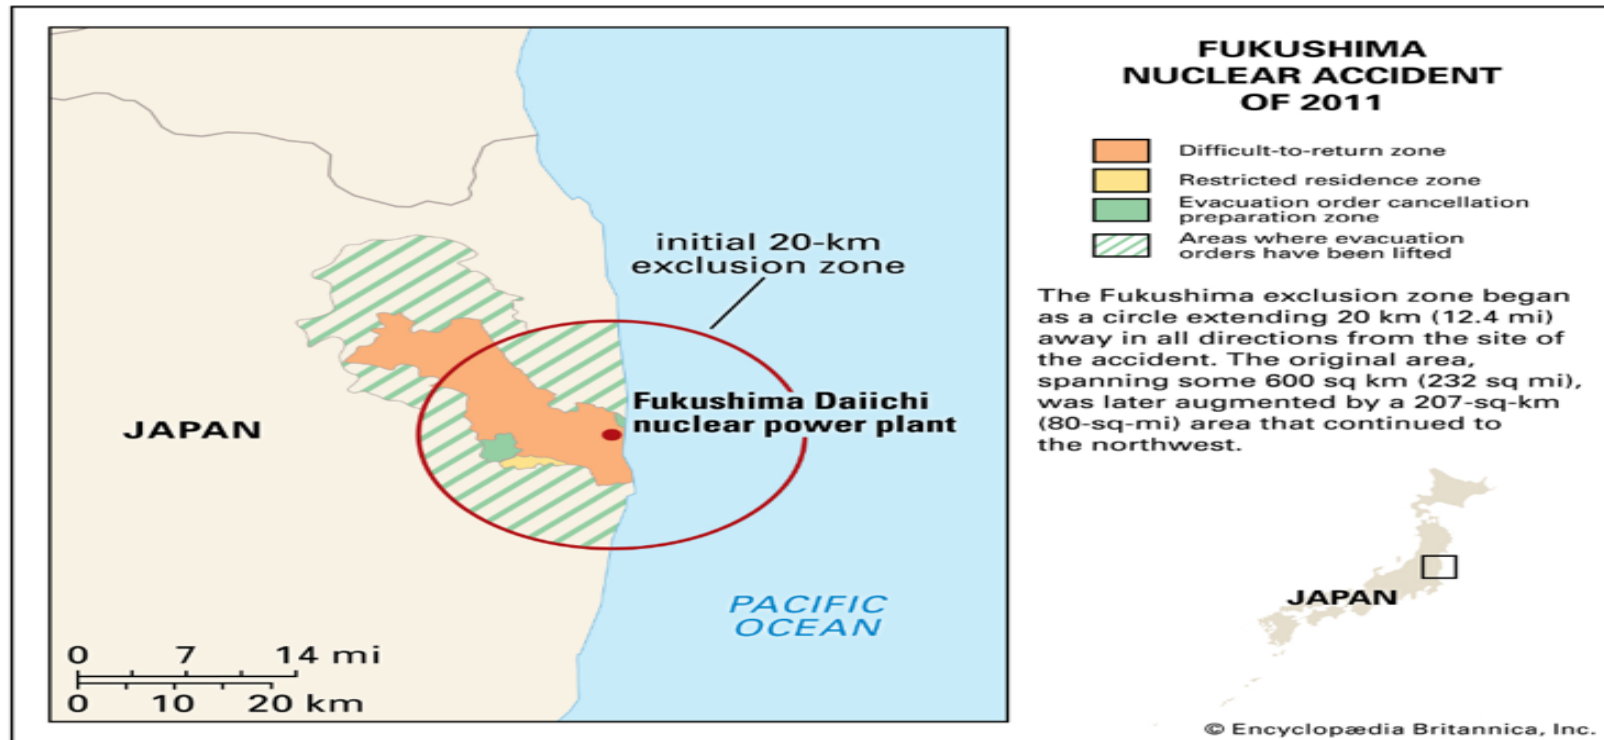 initial 20-km
exclusion zone
Fukushima Daiichi
nuclear power plant
JAPAN
PACIFIC
OCEAN
0 7 14 mi
0 10 20 km
FUKUSHIMA
NUCLEAR ACCIDENT
OF 2011
Difficult-to-return zone
Restricted residence zone
Evacuation order cancellation
preparation zone
Areas where evacuation
orders have been lifted
The Fukushima exclusion zone began
as a circle extending 20 km (12.4 mi)
away in all directions from the site of
the accident. The original area,
spanning some 600 sq km (232 sq mi),
was later augmented by a 207-sq-km
(80-sq-mi) area that continued to
the northwest.
JAPAN
© Encyclopædia Britannica, Inc.